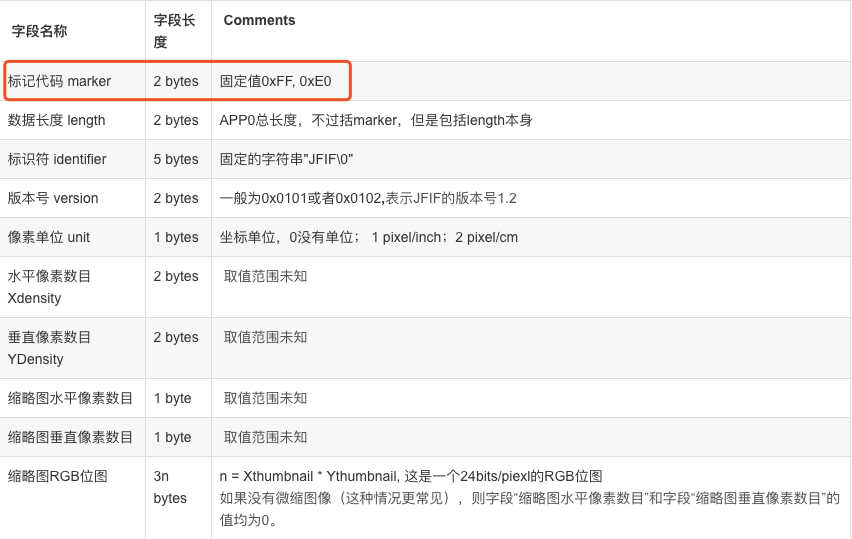 字段名称 字段长度 Comments
标记代码 marker 2 bytes 固定值0xFF, 0xE0
数据长度 length 2 bytes APP0总长度，不过括marker，但是包括length本身
标识符 identifier 5 bytes 固定的字符串"JFIF\0"
版本号 version 2 bytes 一般为0x0101或者0x0102,表示JFIF的版本号1.2
像素单位 unit 1 bytes 坐标单位，0没有单位； 1 pixel/inch；2 pixel/cm
水平像素数目 2 bytes 取值范围未知
Xdensity
垂直像素数目 2 bytes 取值范围未知
YDensity
缩略图水平像素数目 1 byte 取值范围未知
缩略图垂直像素数目 1 byte 取值范围未知
缩略图RGB位图 3n bytes n = Xthumbnail * Ythumbnail, 这是一个24bits/piexl的RGB位图
如果没有微缩图像（这种情况更常见），则字段“缩略图水平像素数目”和字段“缩略图垂直像素数目”的
值均为0。